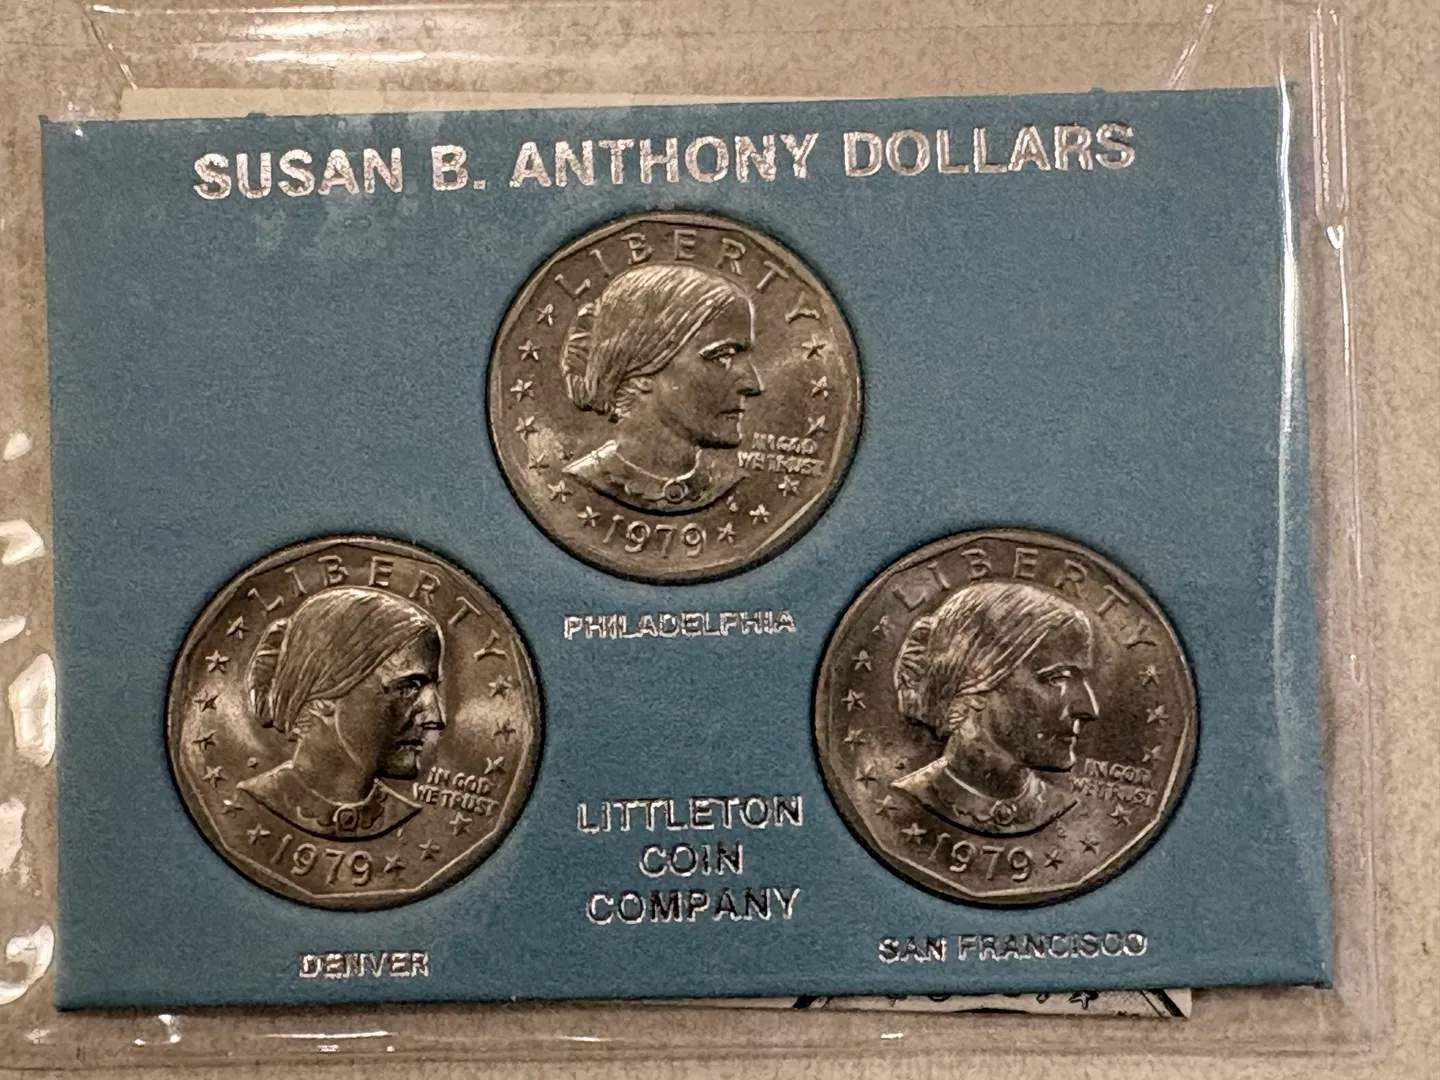 SUSAN B. ANTHONY DOLLARS
LIBERTY
IN GOD
WE TRUST
1979
PHILADELPHIA
LIBERTY
IN GOD
WE TRUST
1979
DENVER
LITTLETON
COIN
COMPANY
LIBERTY
IN GOD
WE TRUST
1979
SAN FRANCISCO